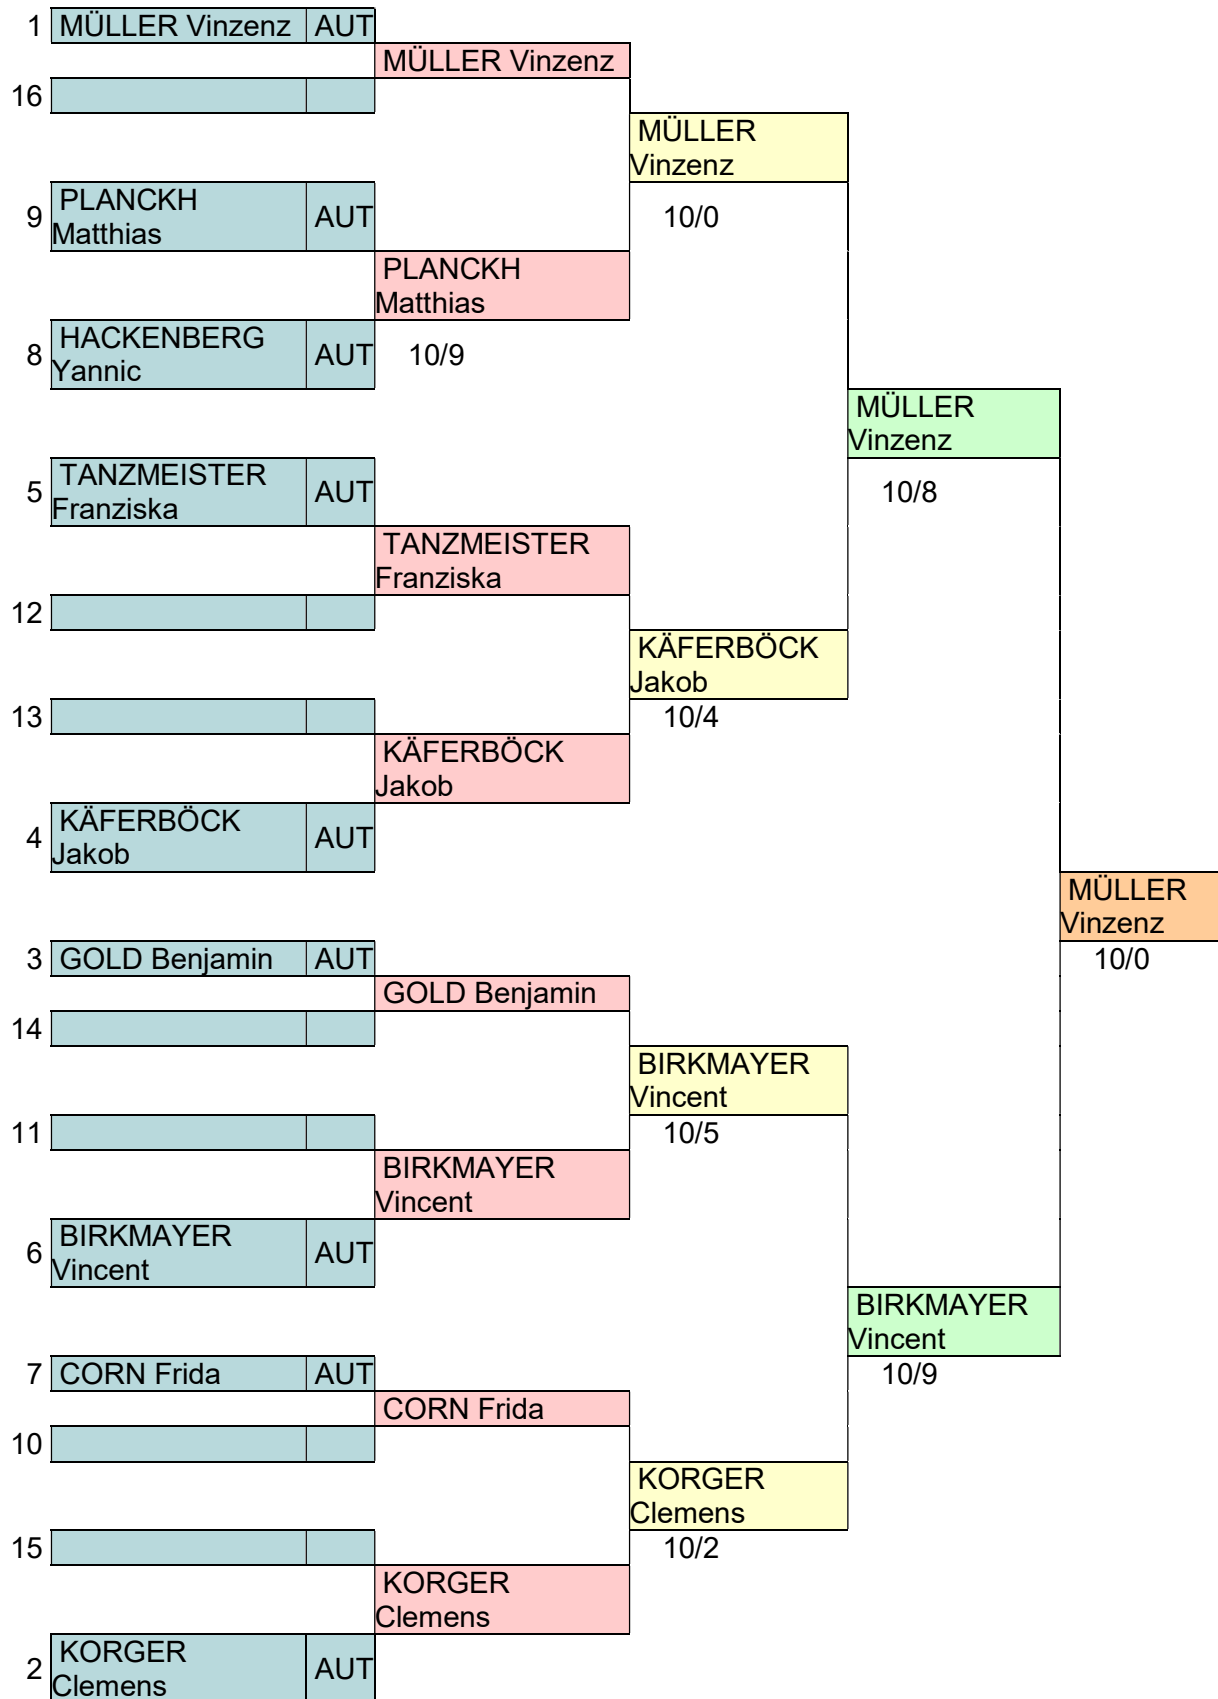 1 MÜLLER Vinzenz AUT
MÜLLER Vinzenz
16
MÜLLER
Vinzenz
9 PLANCKH
Matthias AUT
10/0
PLANCKH
Matthias
8 HACKENBERG
Yannic AUT
10/9
MÜLLER
Vinzenz
5 TANZMEISTER
Franziska AUT
10/8
TANZMEISTER
Franziska
12
KÄFERBÖCK
Jakob
13
10/4
KÄFERBÖCK
Jakob
4 KÄFERBÖCK
Jakob AUT
MÜLLER
Vinzenz
3 GOLD Benjamin AUT
10/0
GOLD Benjamin
14
BIRKMAYER
Vincent
11
10/5
BIRKMAYER
Vincent
6 BIRKMAYER
Vincent AUT
BIRKMAYER
Vincent
7 CORN Frida AUT
10/9
CORN Frida
10
KORGER
Clemens
15
10/2
KORGER
Clemens
2 KORGER
Clemens AUT